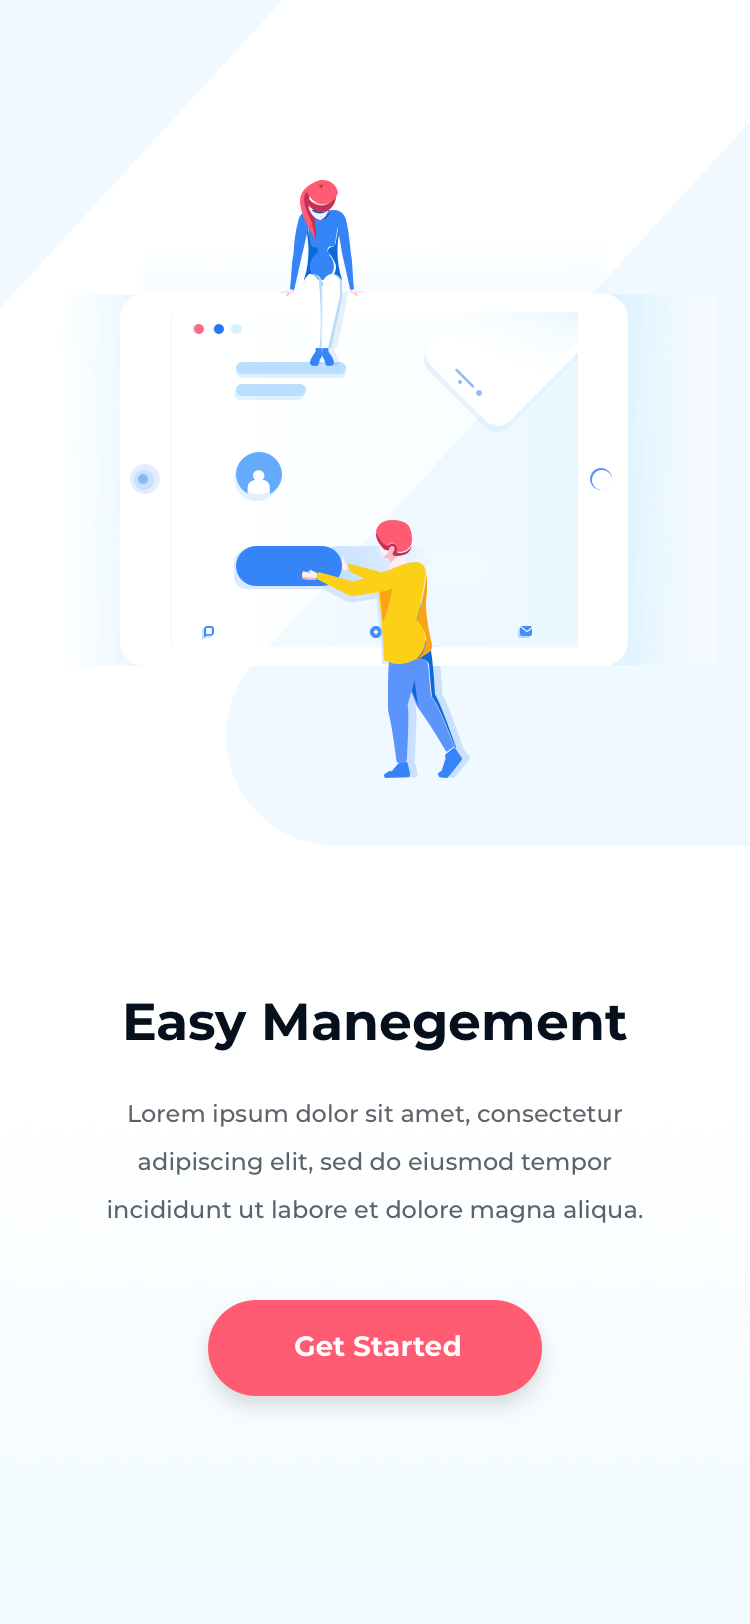 Easy Manegement
Lorem ipsum dolor sit amet, consectetur
adipiscing elit, sed do eiusmod tempor
incididunt ut labore et dolore magna aliqua.
Get Started